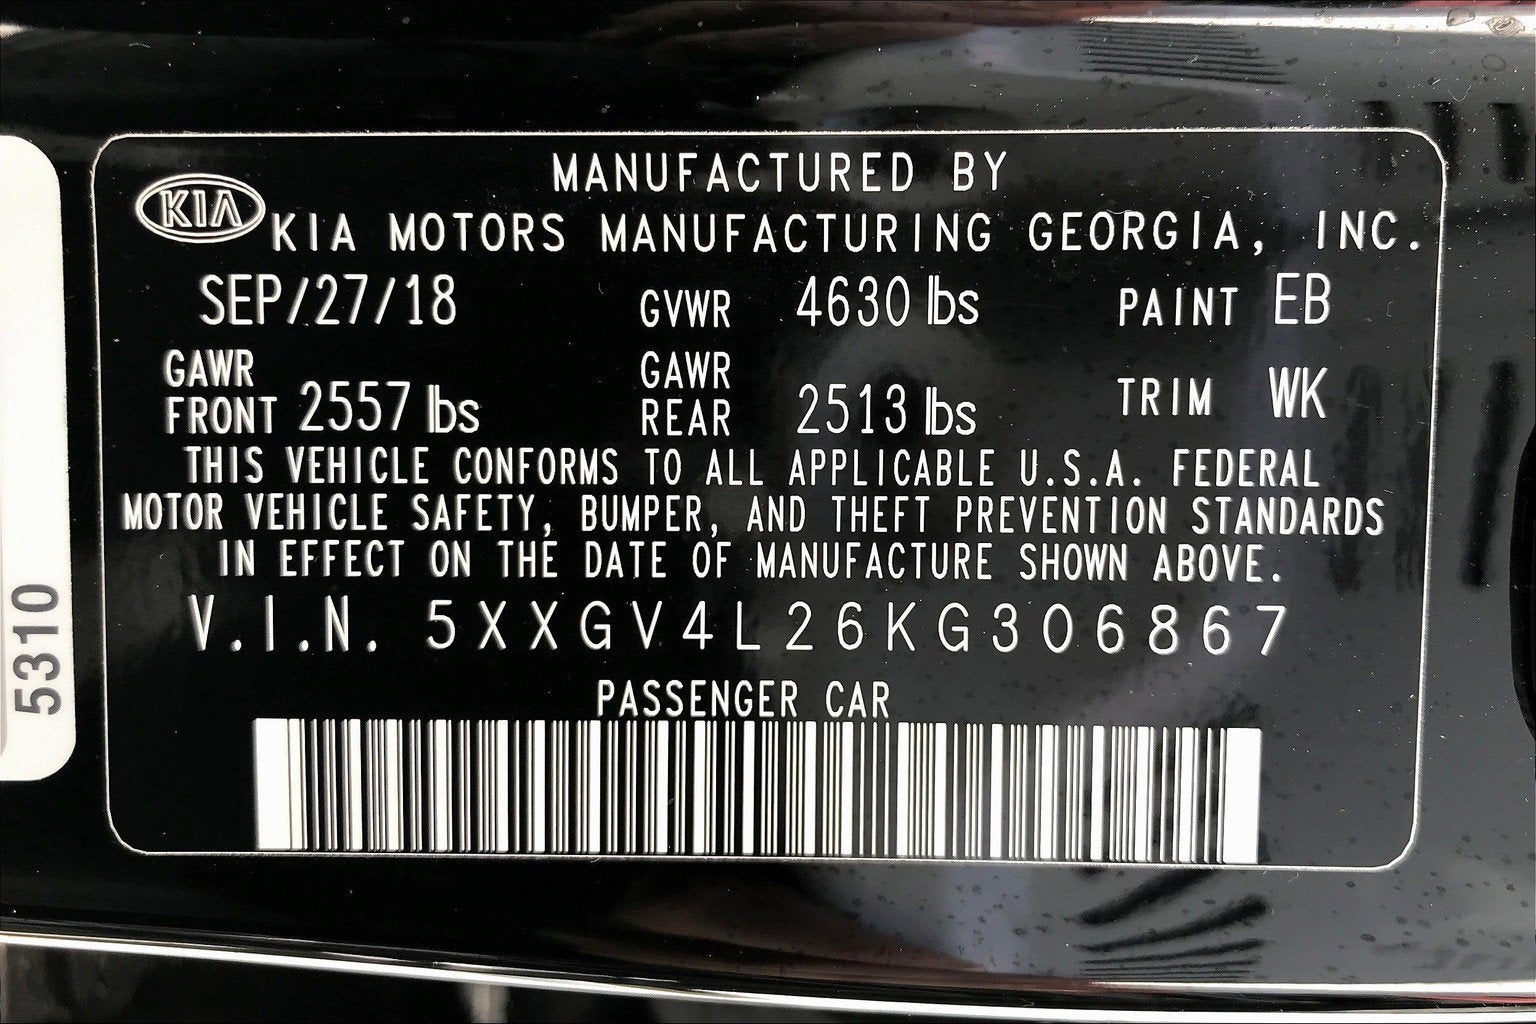 MANUFACTURED BY
KIA
KIA MOTORS MANUFACTURING GEORGIA, INC.
SEP/27/18 GVWR 4630 lbs PAINT EB
GAWR FRONT 2557 lbs GAWR REAR 2513 lbs TRIM WK
THIS VEHICLE CONFORMS TO ALL APPLICABLE U.S.A. FEDERAL
MOTOR VEHICLE SAFETY, BUMPER, AND THEFT PREVENTION STANDARDS
IN EFFECT ON THE DATE OF MANUFACTURE SHOWN ABOVE.
V.I.N. 5XXGV4L26KG306867
PASSENGER CAR
5310